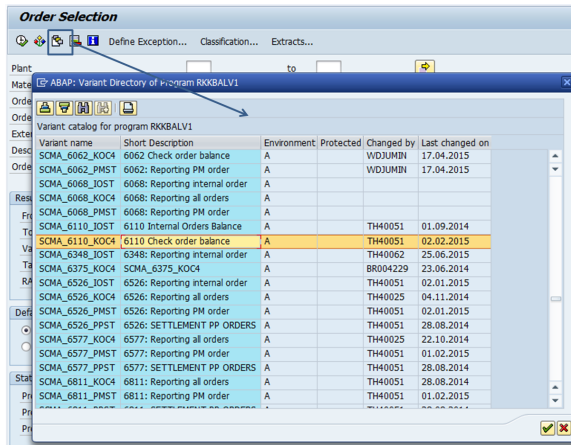 Order Selection
Define Exception... Classification... Extracts...
Plant to
Mate
Orde
Orde
Exter
Desc
Orde
Resu
Fro
To
Va
Ta
RA
Defa
Stat
Pr
Pr
Pr
ABAP: Variant Directory of Program RKKBALV1
Variant catalog for program RKKBALV1
Variant name Short Description Environment Protected Changed by Last changed on
SCMA_6062_KOC4 6062 Check order balance A WDJUMIN 17.04.2015
SCMA_6062_PMST 6062: Reporting PM order A WDJUMIN 17.04.2015
SCMA_6068_IOST 6068: Reporting internal order A
SCMA_6068_KOC4 6068: Reporting all orders A
SCMA_6068_PMST 6068: Reporting PM order A
SCMA_6110_IOST 6110 Internal Orders Balance A TH40051 01.09.2014
SCMA_6110_KOC4 6110 Check order balance A TH40051 02.02.2015
SCMA_6348_IOST 6348: Reporting internal order A TH40062 25.06.2015
SCMA_6375_KOC4 SCMA_6375_KOC4 A BR004229 23.06.2014
SCMA_6526_IOST 6526: Reporting internal order A TH40051 02.01.2015
SCMA_6526_KOC4 6526: Reporting all orders A TH40025 04.11.2014
SCMA_6526_PMST 6526: Reporting PM order A TH40051 02.01.2015
SCMA_6526_PPST 6526: SETTLEMENT PP ORDERS A TH40051 28.08.2014
SCMA_6577_KOC4 6577: Reporting all orders A TH40025 22.10.2014
SCMA_6577_PMST 6577: Reporting PM order A TH40051 01.02.2015
SCMA_6577_PPST 6577: SETTLEMENT PP ORDERS A TH40051 28.08.2014
SCMA_6811_KOC4 6811: Reporting all orders A TH40051 28.08.2014
SCMA_6811_PMST 6811: Reporting PM order A TH40051 01.02.2015